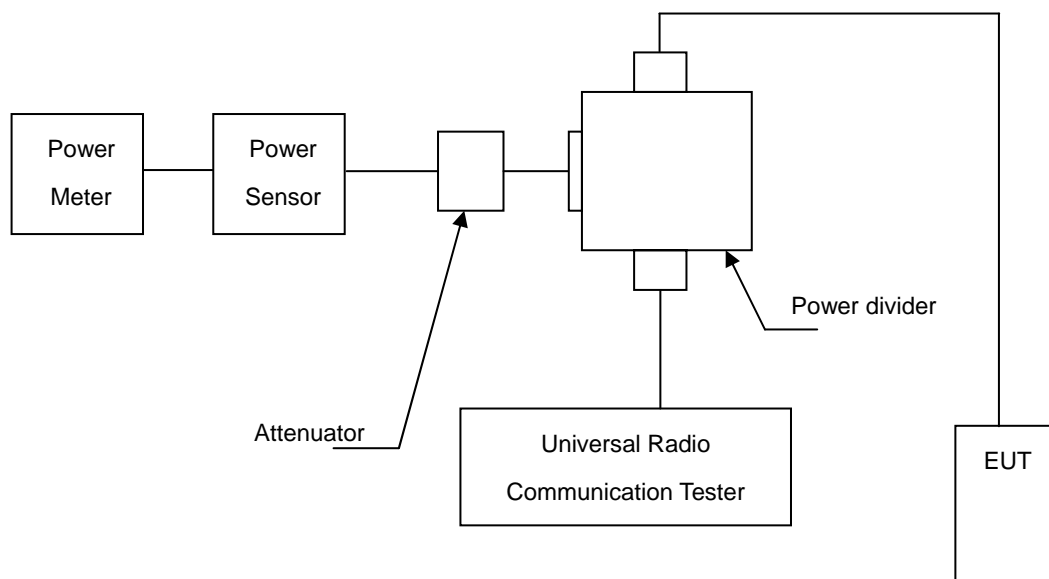 Power
Meter
Power
Sensor
Power divider
Attenuator
Universal Radio
Communication Tester
EUT